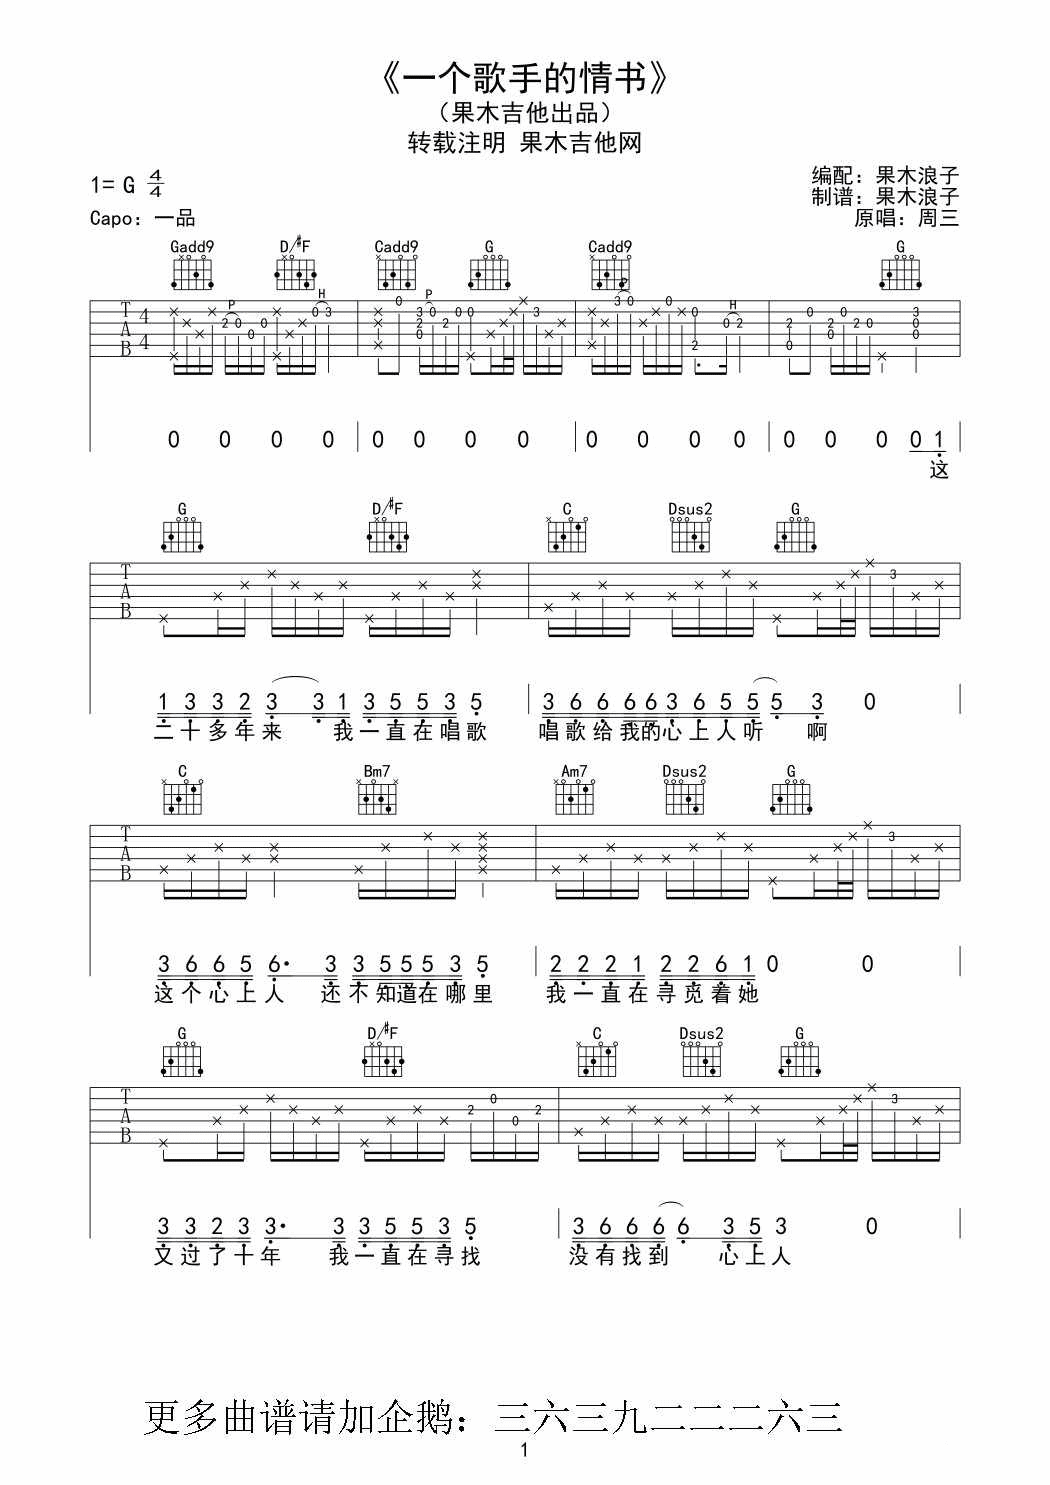 《一个歌手的情书》
（果木吉他出品）
转载注明 果木吉他网
1= G 4/4
编配：果木浪子
制谱：果木浪子
Capo：一品
原唱：周三
Gadd9 D/#F Cadd9 G Cadd9 G
P H P P H
T A B 4 4
0 0 0 0 0 0 0 0 0 0 0 0 0 0 0 0 1
这
G D/#F C Dsus2 G
T A B 3
1 3 3 2 3 3 1 3 5 5 3 5 3 6 6 6 6 3 6 5 5 5 3 0
二十多年来 我一直在唱歌 唱歌给我的心上人听 啊
C Bm7 Am7 Dsus2 G
T A B 3
3 6 6 5 6· 3 3 5 5 5 3 5 2 2 2 1 2 2 6 1 0 0
这个心上人 还不知道在哪里 我一直在寻觅着她
G D/#F C Dsus2 G
T A B 2 0 0 2 3
3 3 2 3 3· 3 3 5 5 3 5 3 6 6 6 6 3 5 3 0
又过了十年 我一直在寻找 没有找到 心上人
更多曲谱请加企鹅：三六三九二二二六三
1